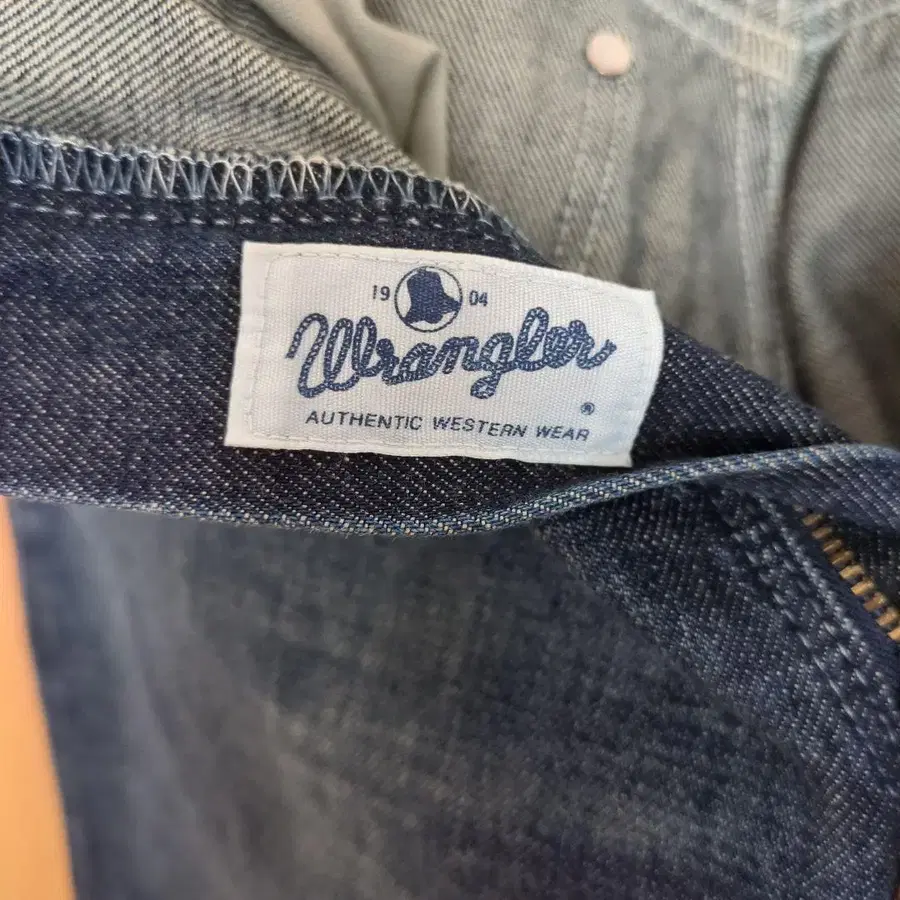 19 04
Wrangler
®
AUTHENTIC WESTERN WEAR